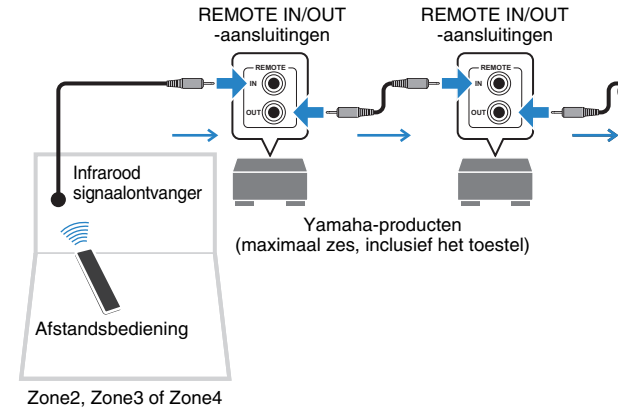 REMOTE IN/OUT
-aansluitingen
REMOTE IN/OUT
-aansluitingen
REMOTE
IN
OUT
REMOTE
IN
OUT
Infrarood
signaalontvanger
Yamaha-producten
(maximaal zes, inclusief het toestel)
Afstandsbediening
Zone2, Zone3 of Zone4